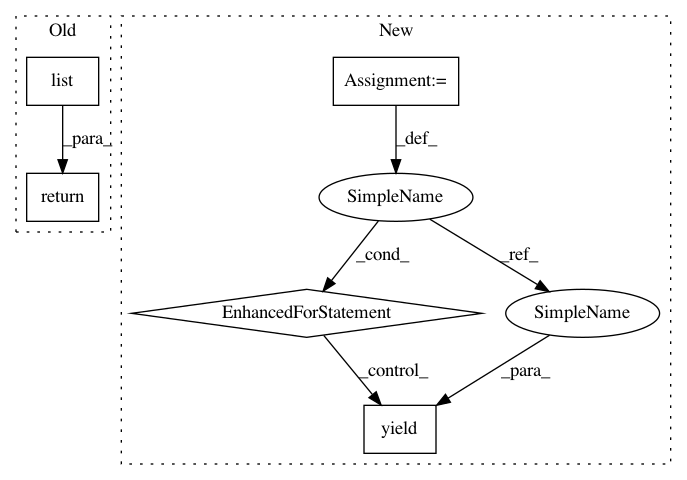 Old
New
list
Assignment:=
_para_
_def_
return
SimpleName
_cond_
_ref_
EnhancedForStatement
SimpleName
_control_
_para_
yield